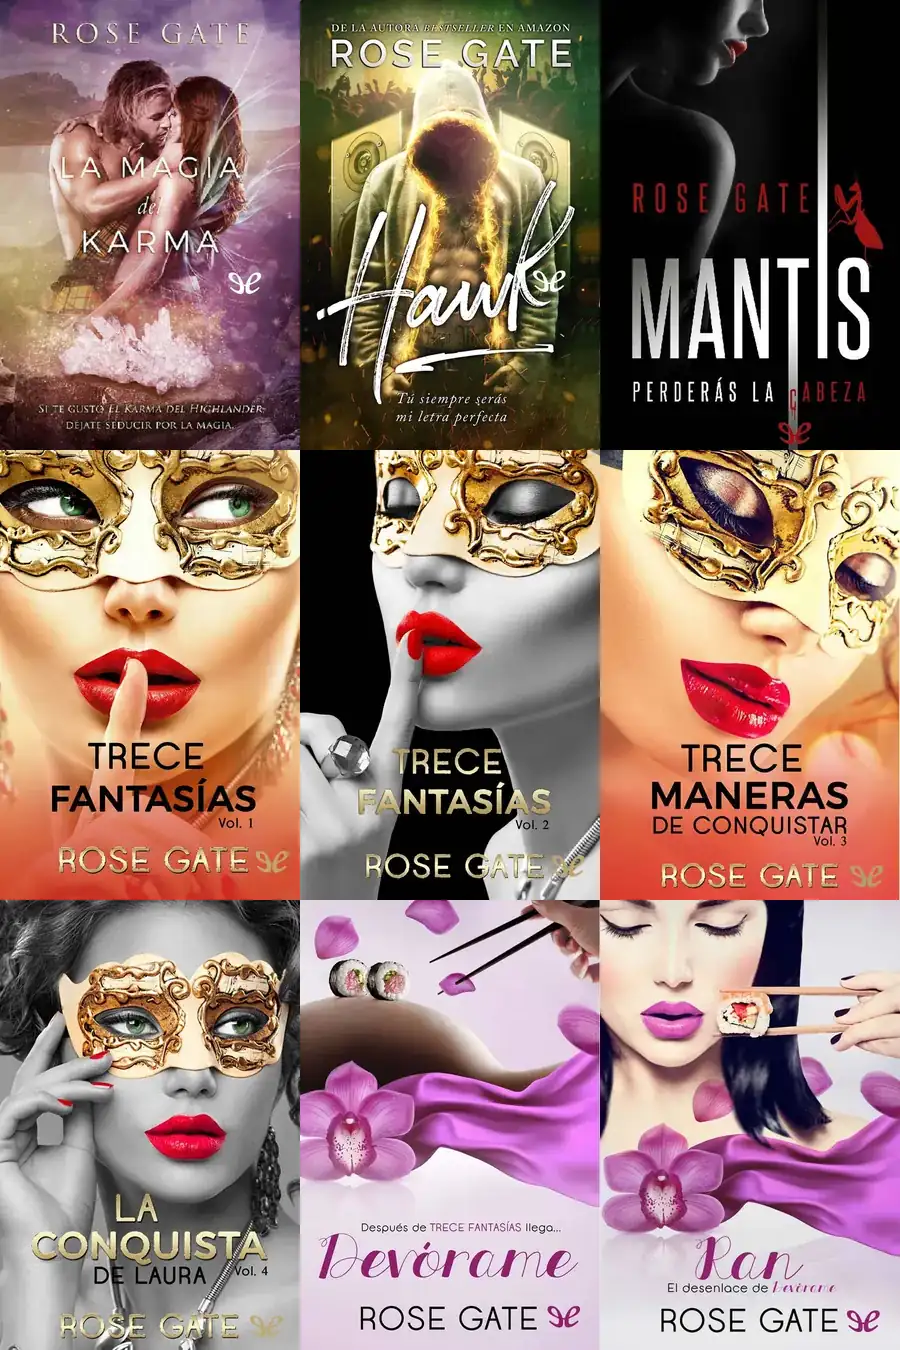 ROSE GATE
LA MAGIA
del
KARMA
SI TE GUSTÓ EL KARMA DEL HIGHLANDER,
DÉJATE SEDUCIR POR LA MAGIA.
DE LA AUTORA BESTSELLER EN AMAZON
ROSE GATE
Hawk
Tú siempre serás
mi letra perfecta
ROSE GATE
MANTIS
PERDERÁS LA CABEZA
TRECE
FANTASÍAS
Vol. 1
ROSE GATE
TRECE
FANTASÍAS
Vol. 2
ROSE GATE
TRECE
MANERAS
DE CONQUISTAR
Vol. 3
ROSE GATE
LA
CONQUISTA
DE LAURA
Vol. 4
ROSE GATE
Después de TRECE FANTASÍAS llega...
Devórame
ROSE GATE
Ran
El desenlace de Devórame
ROSE GATE